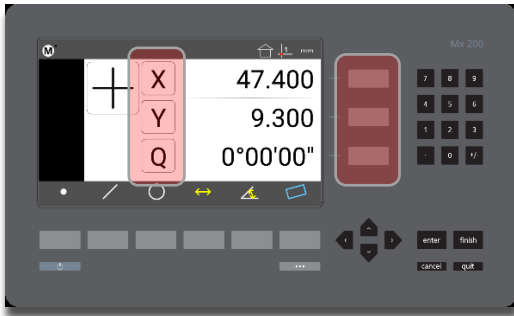 Mx 200
M
1 mm
X 47.400
Y 9.300
Q 0°00'00"
7 8 9
4 5 6
1 2 3
. 0 +/-
enter finish
cancel quit